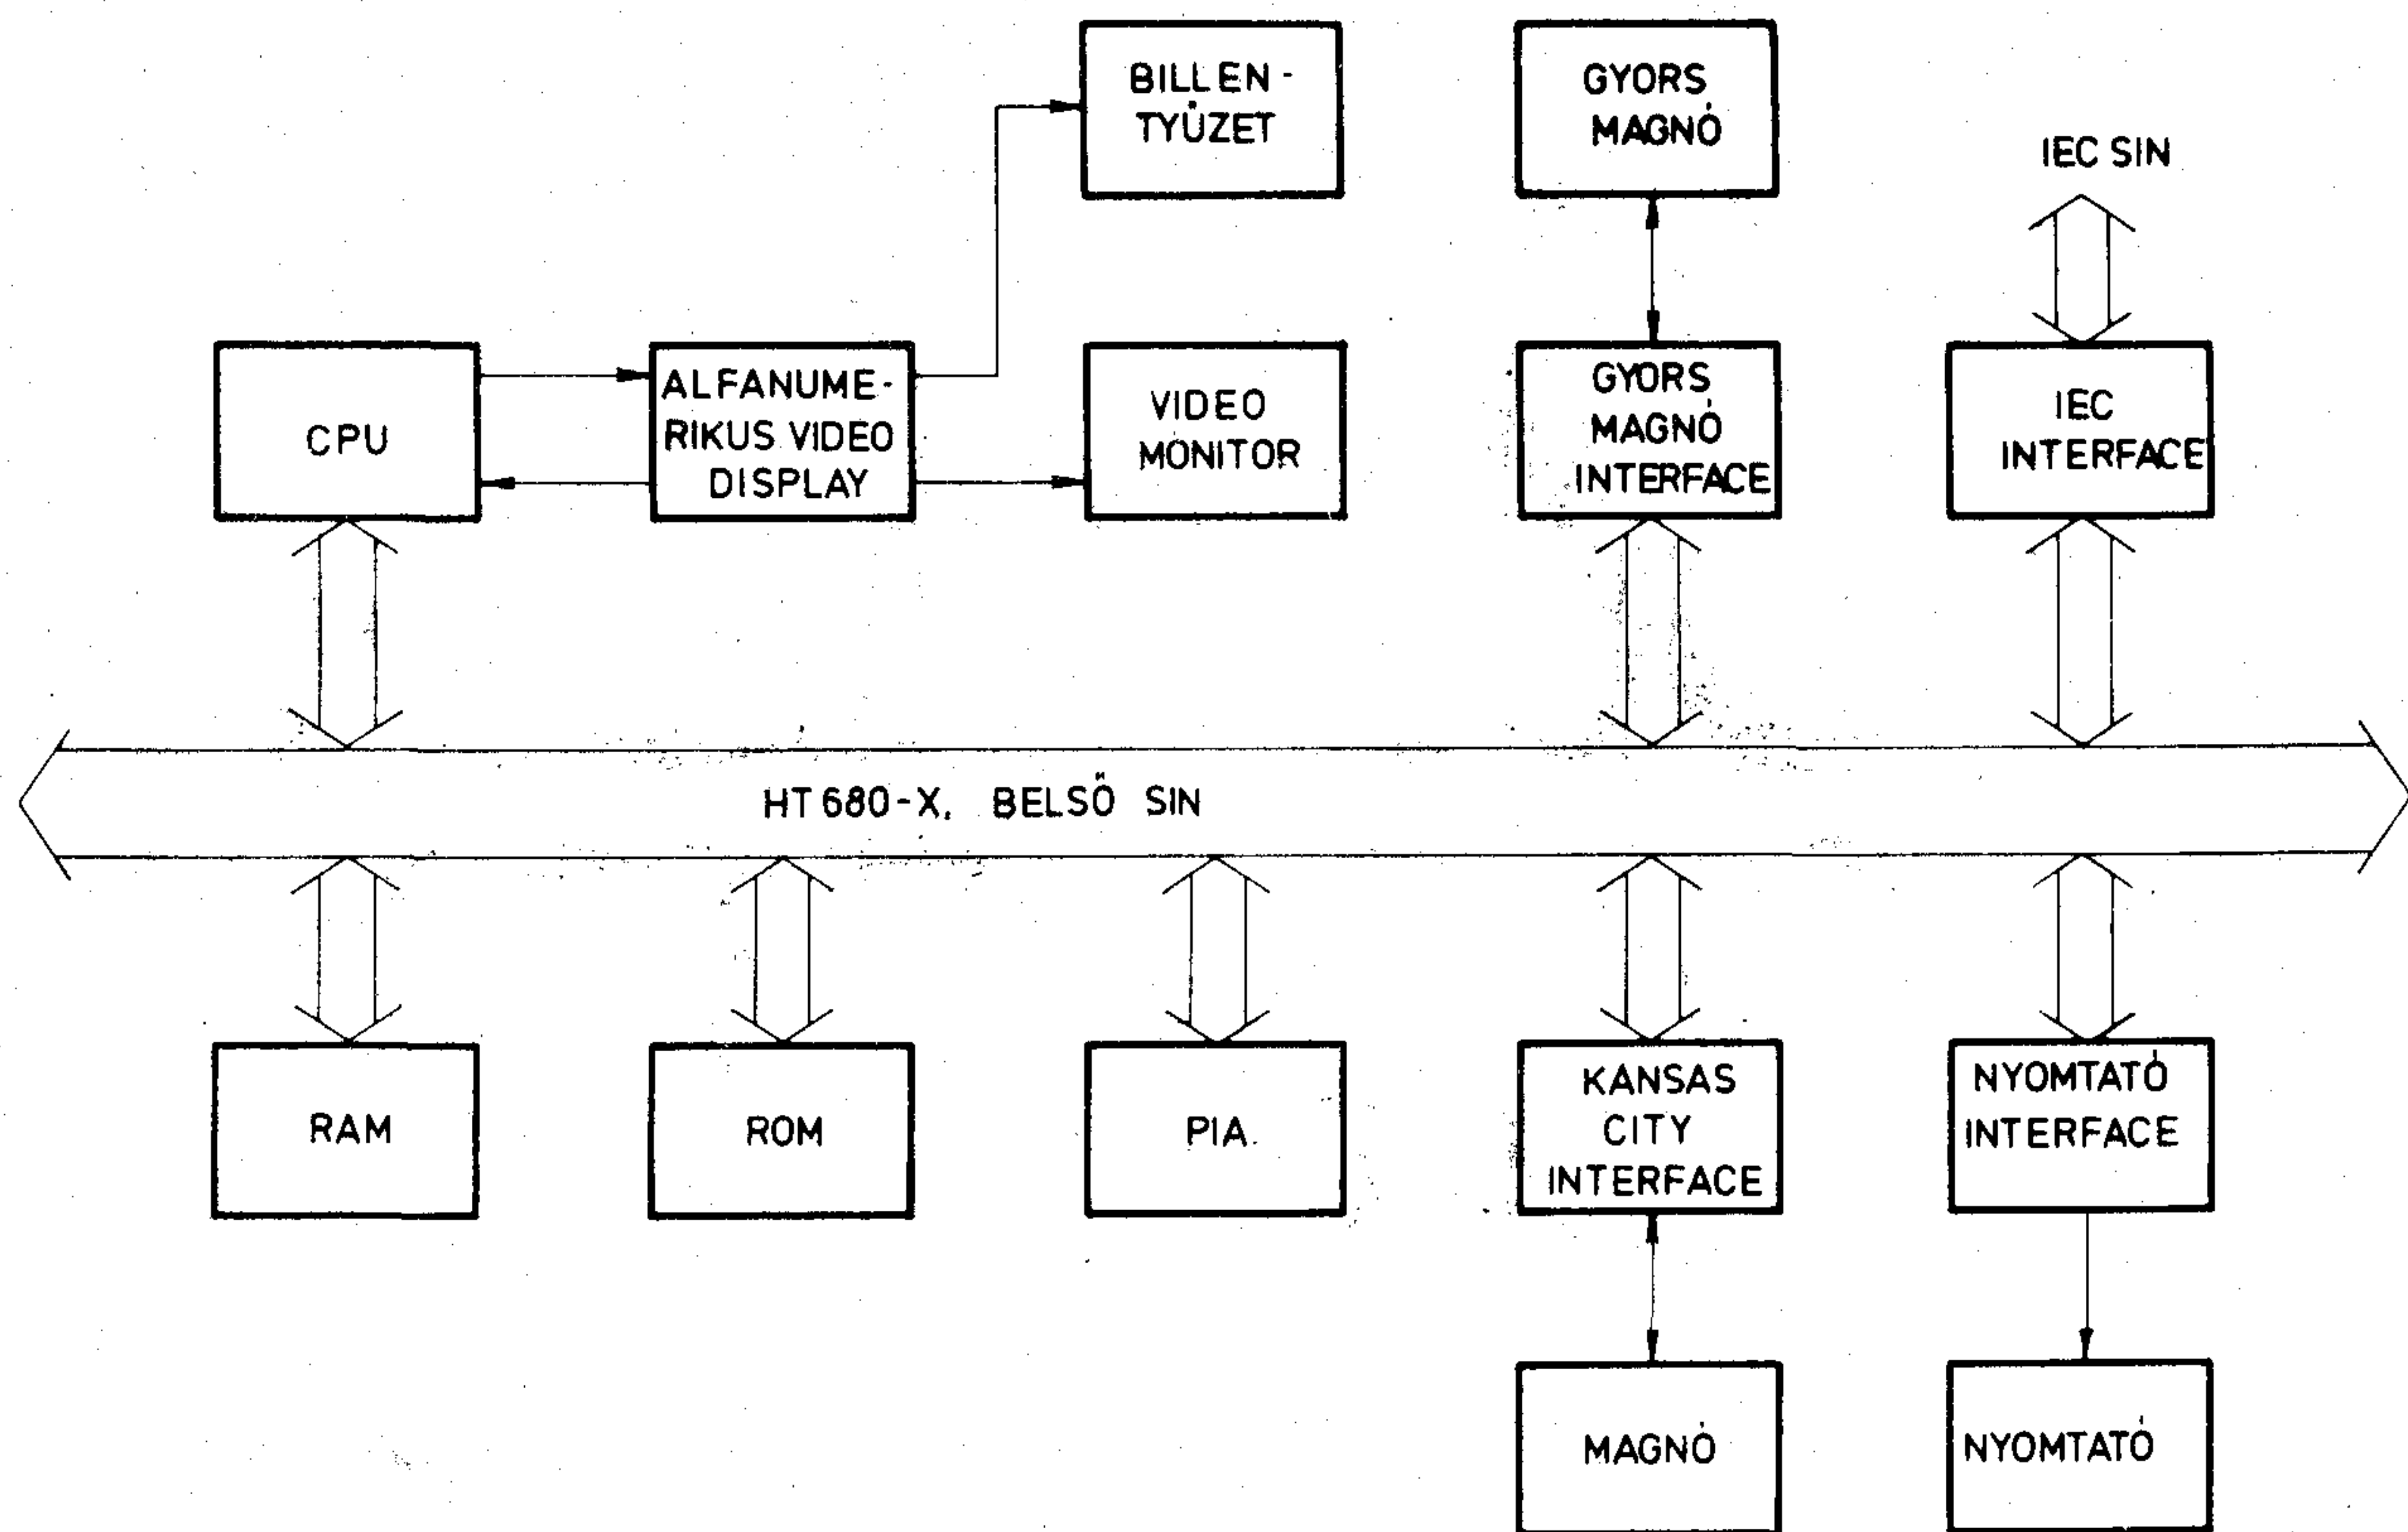 BILLEN-
TYŰZET
GYORS
MAGNÓ
IEC SIN
CPU
ALFANUME-
RIKUS VIDEO
DISPLAY
VIDEO
MONITOR
GYORS
MAGNÓ
INTERFACE
IEC
INTERFACE
HT 680-X. BELSŐ SIN
RAM
ROM
PIA
KANSAS
CITY
INTERFACE
NYOMTATÓ
INTERFACE
MAGNÓ
NYOMTATÓ